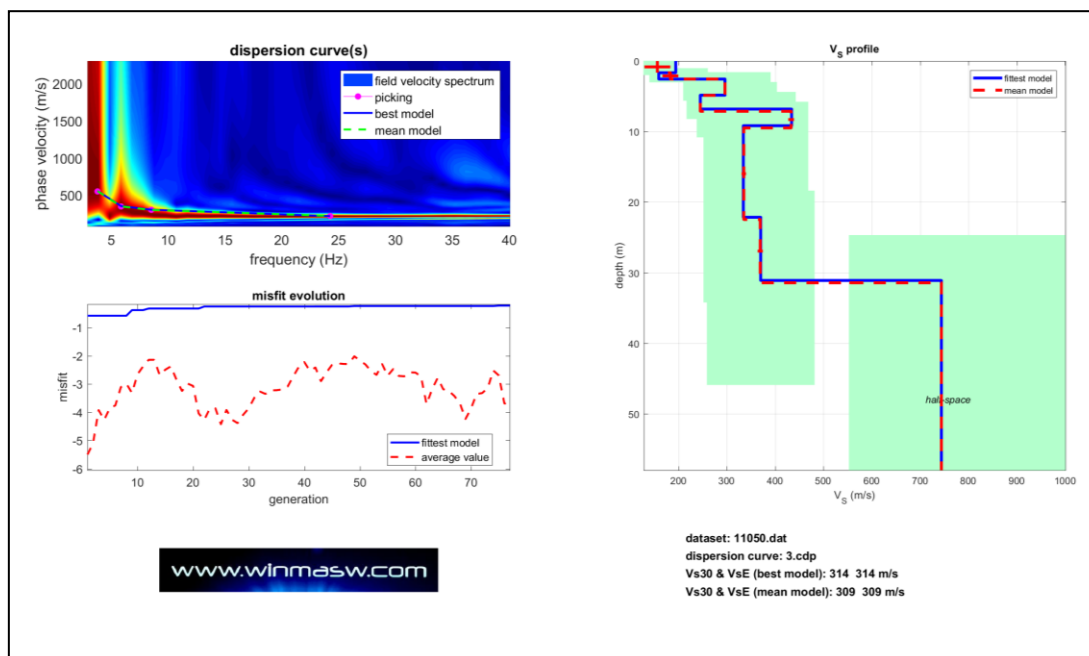 dispersion curve(s)
phase velocity (m/s)
2000
1500
1000
500
field velocity spectrum
picking
best model
mean model
5 10 15 20 25 30 35 40
frequency (Hz)
misfit evolution
misfit
-1
-2
-3
-4
-5
-6
fittest model
average value
10 20 30 40 50 60 70
generation
www.winmasw.com
VS profile
depth (m)
0
10
20
30
40
50
fittest model
mean model
half-space
200 300 400 500 600 700 800 900 1000
VS (m/s)
dataset: 11050.dat
dispersion curve: 3.cdp
Vs30 & VsE (best model): 314 314 m/s
Vs30 & VsE (mean model): 309 309 m/s